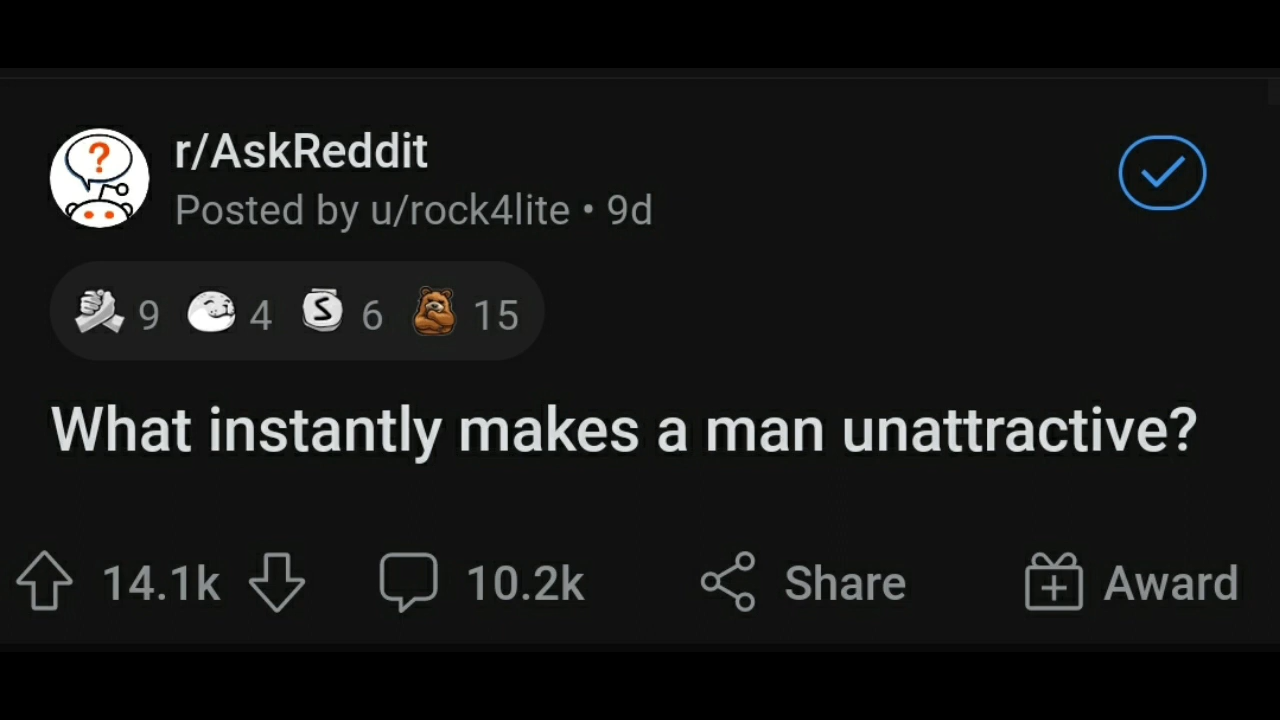 r/AskReddit
Posted by u/rock4lite • 9d
9 4 S 6 15
What instantly makes a man unattractive?
14.1k 10.2k Share Award